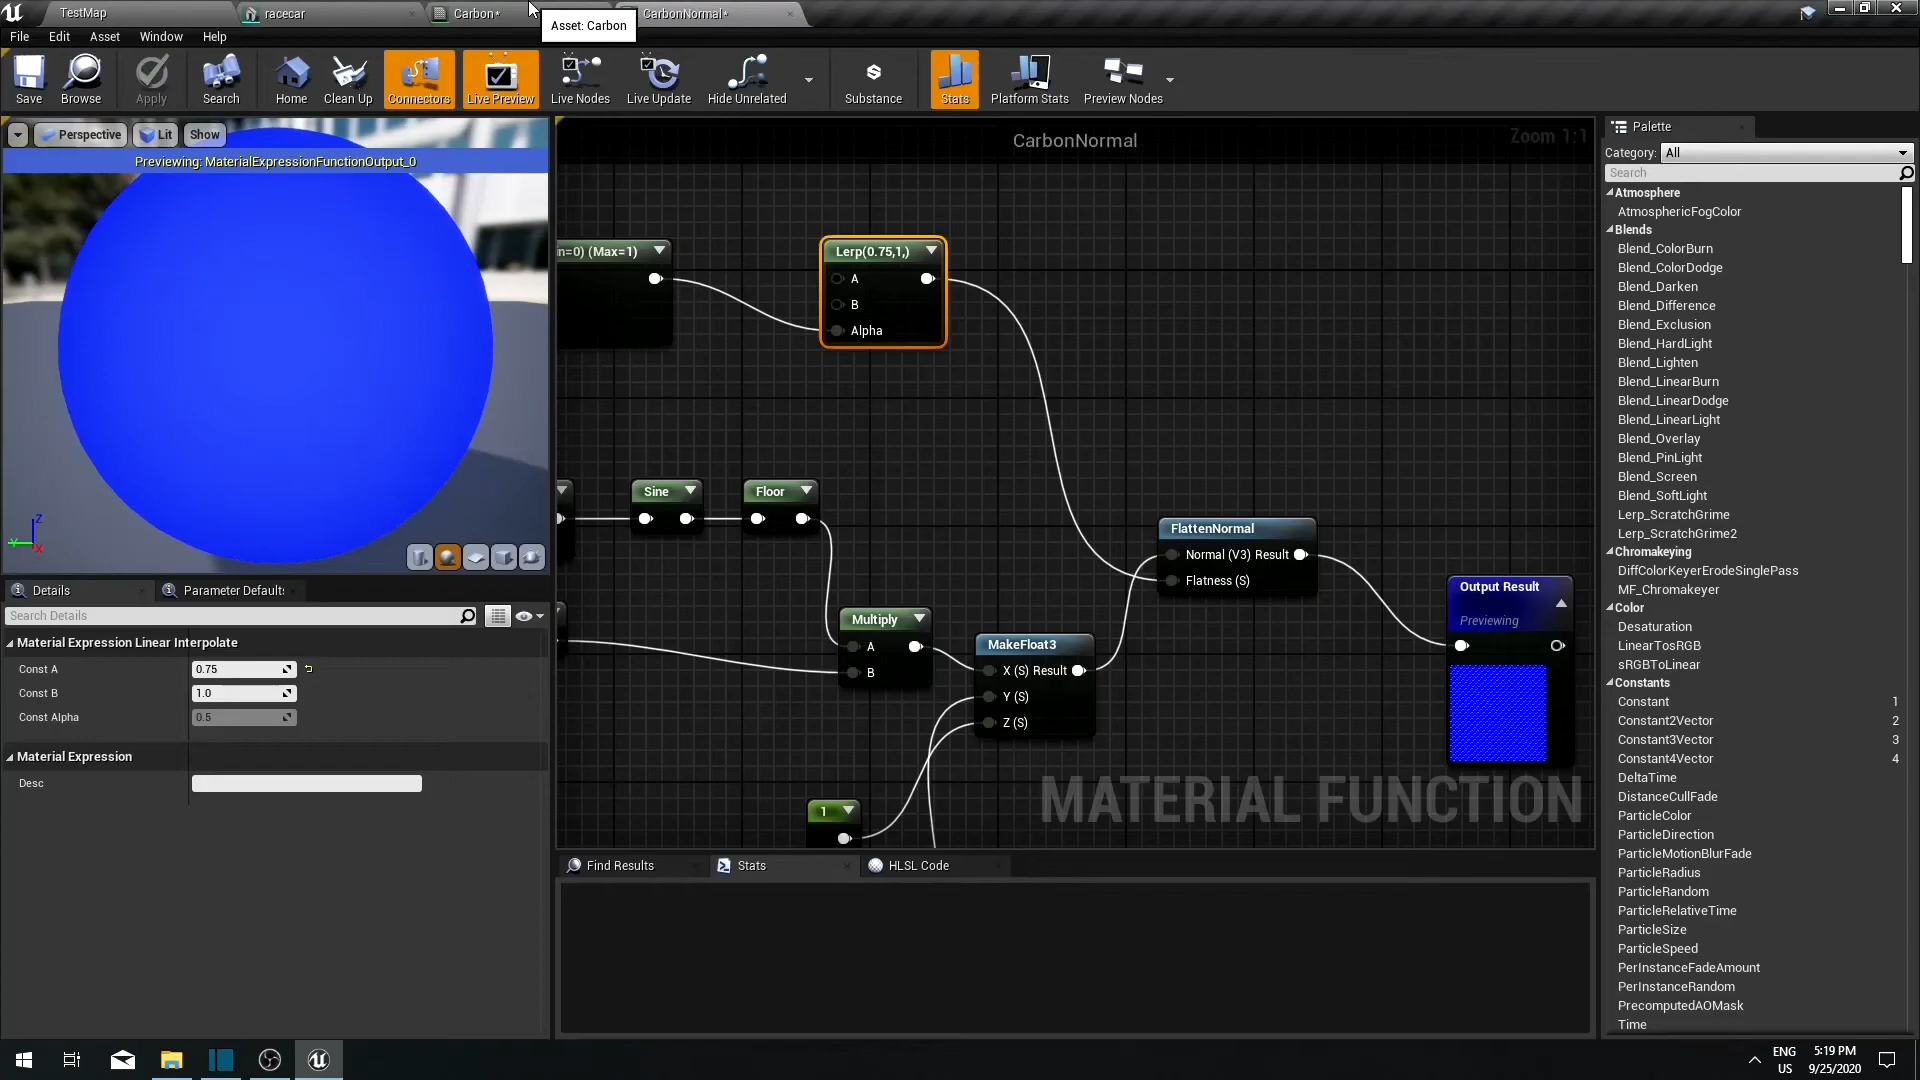 TestMap
racecar
Carbon*
CarbonNormal*
Asset: Carbon
File
Edit
Asset
Window
Help
Save
Browse
Apply
Search
Home
Clean Up
Connectors
Live Preview
Live Nodes
Live Update
Hide Unrelated
Substance
Stats
Platform Stats
Preview Nodes
Perspective
Lit
Show
Previewing: MaterialExpressionFunctionOutput_0
Z
Y
X
Details
Parameter Default:
Search Details
Material Expression Linear Interpolate
Const A
0.75
Const B
1.0
Const Alpha
0.5
Material Expression
Desc
CarbonNormal
Zoom 1:1
n=0) (Max=1)
Lerp(0.75,1,)
A
B
Alpha
Sine
Floor
Multiply
A
B
MakeFloat3
X (S) Result
Y (S)
Z (S)
1
FlattenNormal
Normal (V3) Result
Flatness (S)
Output Result
Previewing
MATERIAL FUNCTION
Find Results
Stats
HLSL Code
Palette
Category: All
Search
Atmosphere
AtmosphericFogColor
Blends
Blend_ColorBurn
Blend_ColorDodge
Blend_Darken
Blend_Difference
Blend_Exclusion
Blend_HardLight
Blend_Lighten
Blend_LinearBurn
Blend_LinearDodge
Blend_LinearLight
Blend_Overlay
Blend_PinLight
Blend_Screen
Blend_SoftLight
Lerp_ScratchGrime
Lerp_ScratchGrime2
Chromakeying
DiffColorKeyerErodeSinglePass
MF_Chromakeyer
Color
Desaturation
LinearTosRGB
sRGBToLinear
Constants
Constant 1
Constant2Vector 2
Constant3Vector 3
Constant4Vector 4
DeltaTime
DistanceCullFade
ParticleColor
ParticleDirection
ParticleMotionBlurFade
ParticleRadius
ParticleRandom
ParticleRelativeTime
ParticleSize
ParticleSpeed
PerInstanceFadeAmount
PerInstanceRandom
PrecomputedAOMask
Time
ENG
US
5:19 PM
9/25/2020